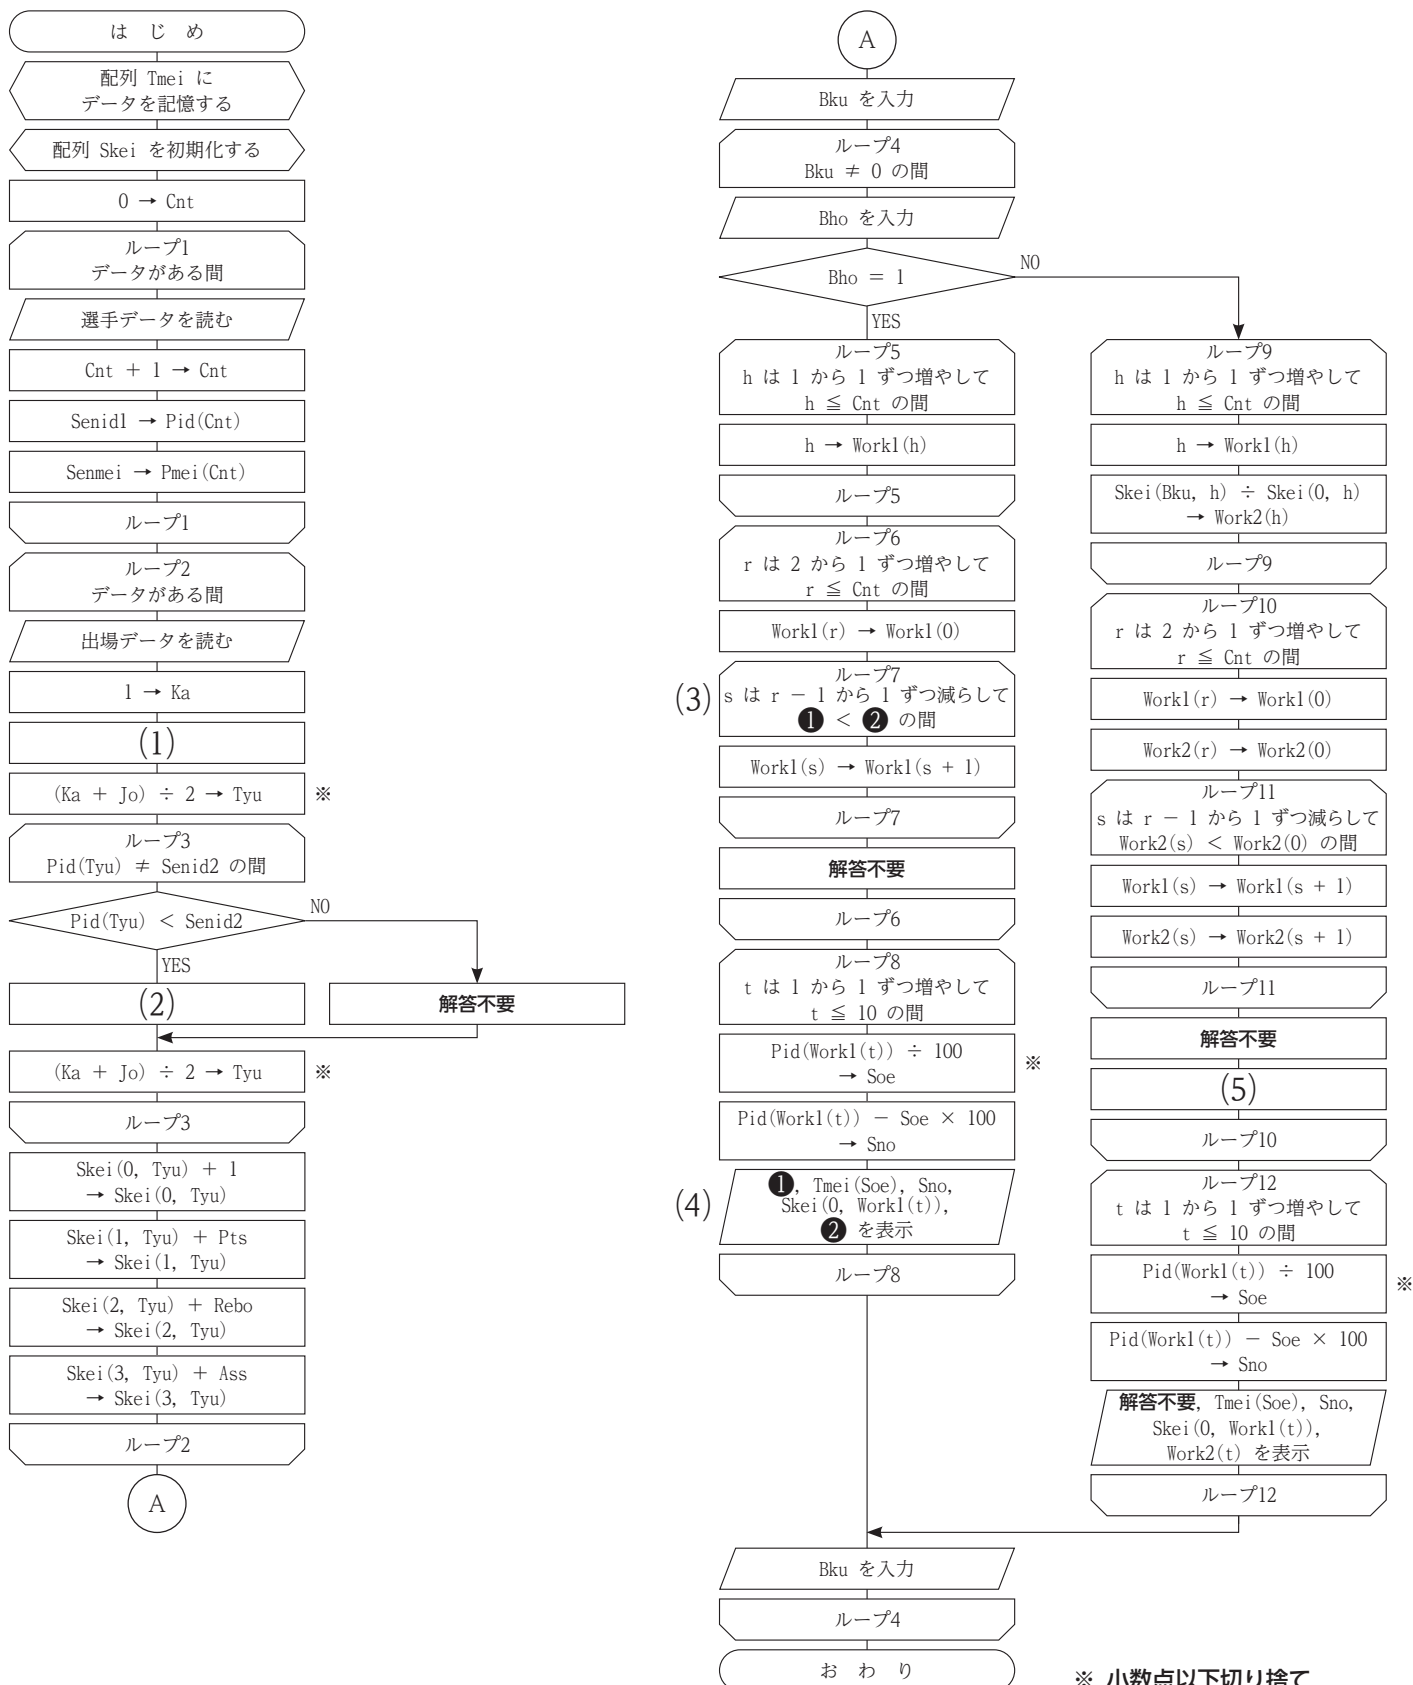 は じ め
配列 Tmei に
データを記憶する
配列 Skei を初期化する
0 → Cnt
ループ1
データがある間
選手データを読む
Cnt + 1 → Cnt
Senid1 → Pid(Cnt)
Senmei → Pmei(Cnt)
ループ1
ループ2
データがある間
出場データを読む
1 → Ka
(1)
(Ka + Jo) ÷ 2 → Tyu ※
ループ3
Pid(Tyu) ≠ Senid2 の間
Pid(Tyu) < Senid2
NO
YES
(2)
解答不要
(Ka + Jo) ÷ 2 → Tyu ※
ループ3
Skei(0, Tyu) + 1
→ Skei(0, Tyu)
Skei(1, Tyu) + Pts
→ Skei(1, Tyu)
Skei(2, Tyu) + Rebo
→ Skei(2, Tyu)
Skei(3, Tyu) + Ass
→ Skei(3, Tyu)
ループ2
A
A
Bku を入力
ループ4
Bku ≠ 0 の間
Bho を入力
Bho = 1
NO
YES
ループ5
h は 1 から 1 ずつ増やして
h ≦ Cnt の間
h → Work1(h)
ループ5
ループ6
r は 2 から 1 ずつ増やして
r ≦ Cnt の間
Work1(r) → Work1(0)
(3)
ループ7
s は r − 1 から 1 ずつ減らして
❶ < ❷ の間
Work1(s) → Work1(s + 1)
ループ7
解答不要
ループ6
ループ8
t は 1 から 1 ずつ増やして
t ≦ 10 の間
Pid(Work1(t)) ÷ 100
→ Soe
※
Pid(Work1(t)) − Soe × 100
→ Sno
(4)
❶, Tmei(Soe), Sno,
Skei(0, Work1(t)),
❷ を表示
ループ8
ループ9
h は 1 から 1 ずつ増やして
h ≦ Cnt の間
h → Work1(h)
Skei(Bku, h) ÷ Skei(0, h)
→ Work2(h)
ループ9
ループ10
r は 2 から 1 ずつ増やして
r ≦ Cnt の間
Work1(r) → Work1(0)
Work2(r) → Work2(0)
ループ11
s は r − 1 から 1 ずつ減らして
Work2(s) < Work2(0) の間
Work1(s) → Work1(s + 1)
Work2(s) → Work2(s + 1)
ループ11
解答不要
(5)
ループ10
ループ12
t は 1 から 1 ずつ増やして
t ≦ 10 の間
Pid(Work1(t)) ÷ 100
→ Soe
※
Pid(Work1(t)) − Soe × 100
→ Sno
解答不要, Tmei(Soe), Sno,
Skei(0, Work1(t)),
Work2(t) を表示
ループ12
Bku を入力
ループ4
お わ り
※ 小数点以下切り捨て